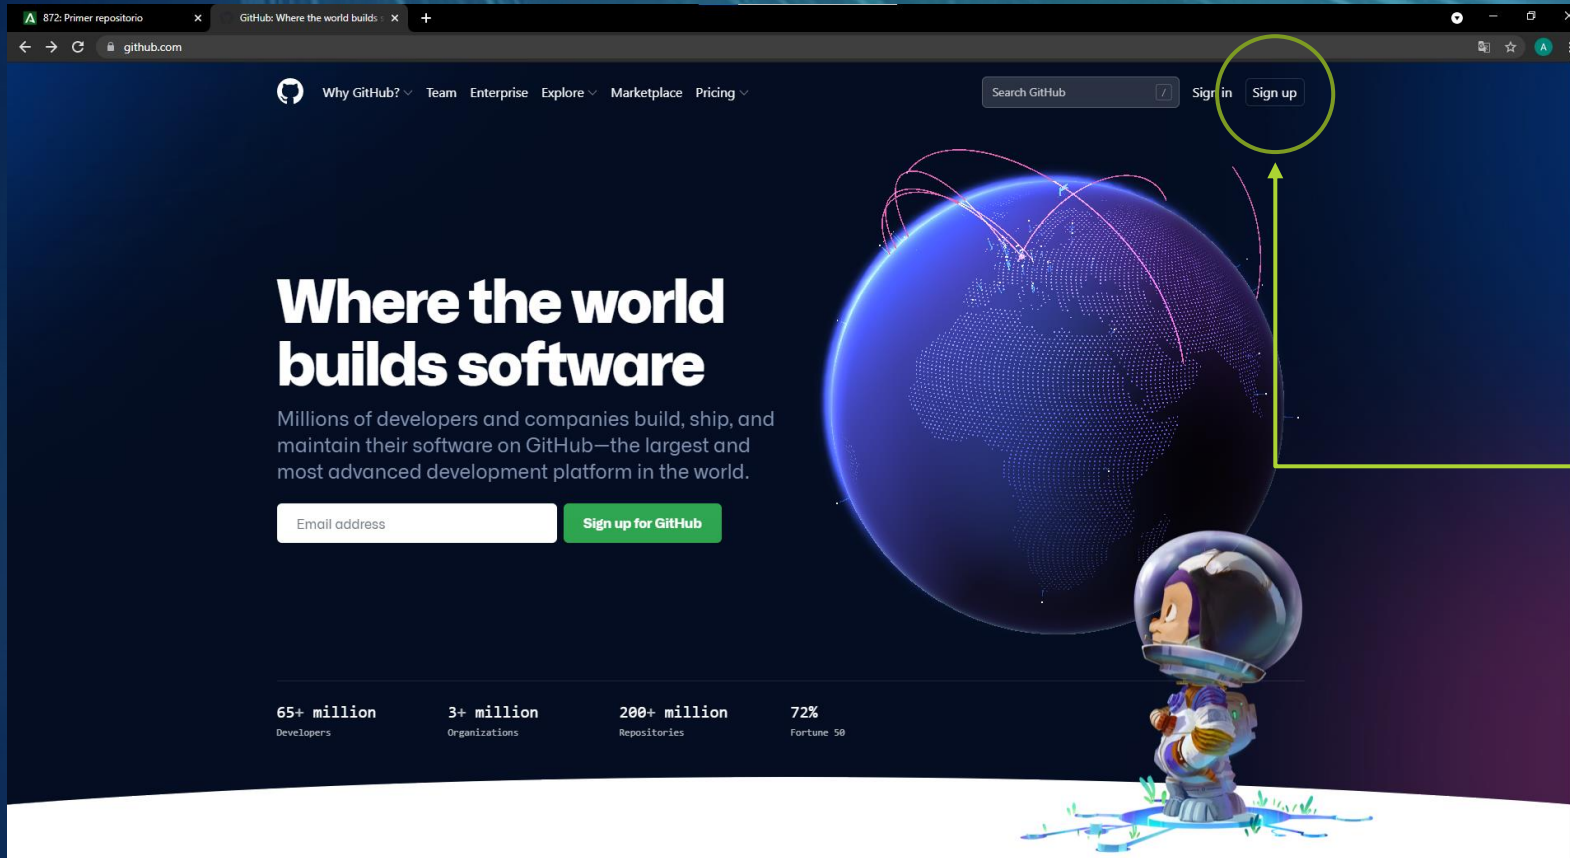 872: Primer repositorio
GitHub: Where the world builds s
github.com
A
Why GitHub? Team Enterprise Explore Marketplace Pricing
Search GitHub / Sign in Sign up
Where the world
builds software
Millions of developers and companies build, ship, and
maintain their software on GitHub—the largest and
most advanced development platform in the world.
Email address Sign up for GitHub
65+ million 3+ million 200+ million 72%
Developers Organizations Repositories Fortune 50